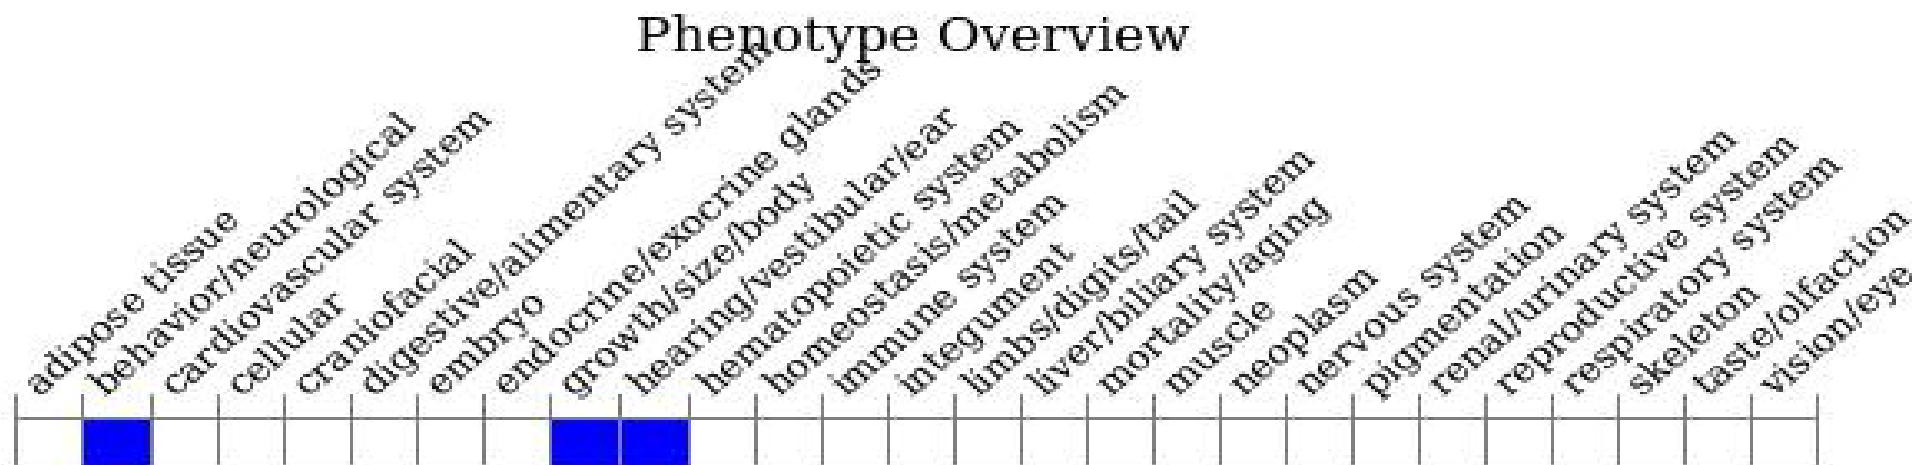 Phenotype Overview
adipose tissue
behavior/neurological
cardiovascular system
cellular
craniofacial
digestive/alimentary system
embryo
endocrine/exocrine glands
growth/size/body
hearing/vestibular/ear
hematopoietic system
homeostasis/metabolism
immune system
integument
limbs/digits/tail
liver/biliary system
mortality/aging
muscle
neoplasm
nervous system
pigmentation
renal/urinary system
reproductive system
respiratory system
skeleton
taste/olfaction
vision/eye